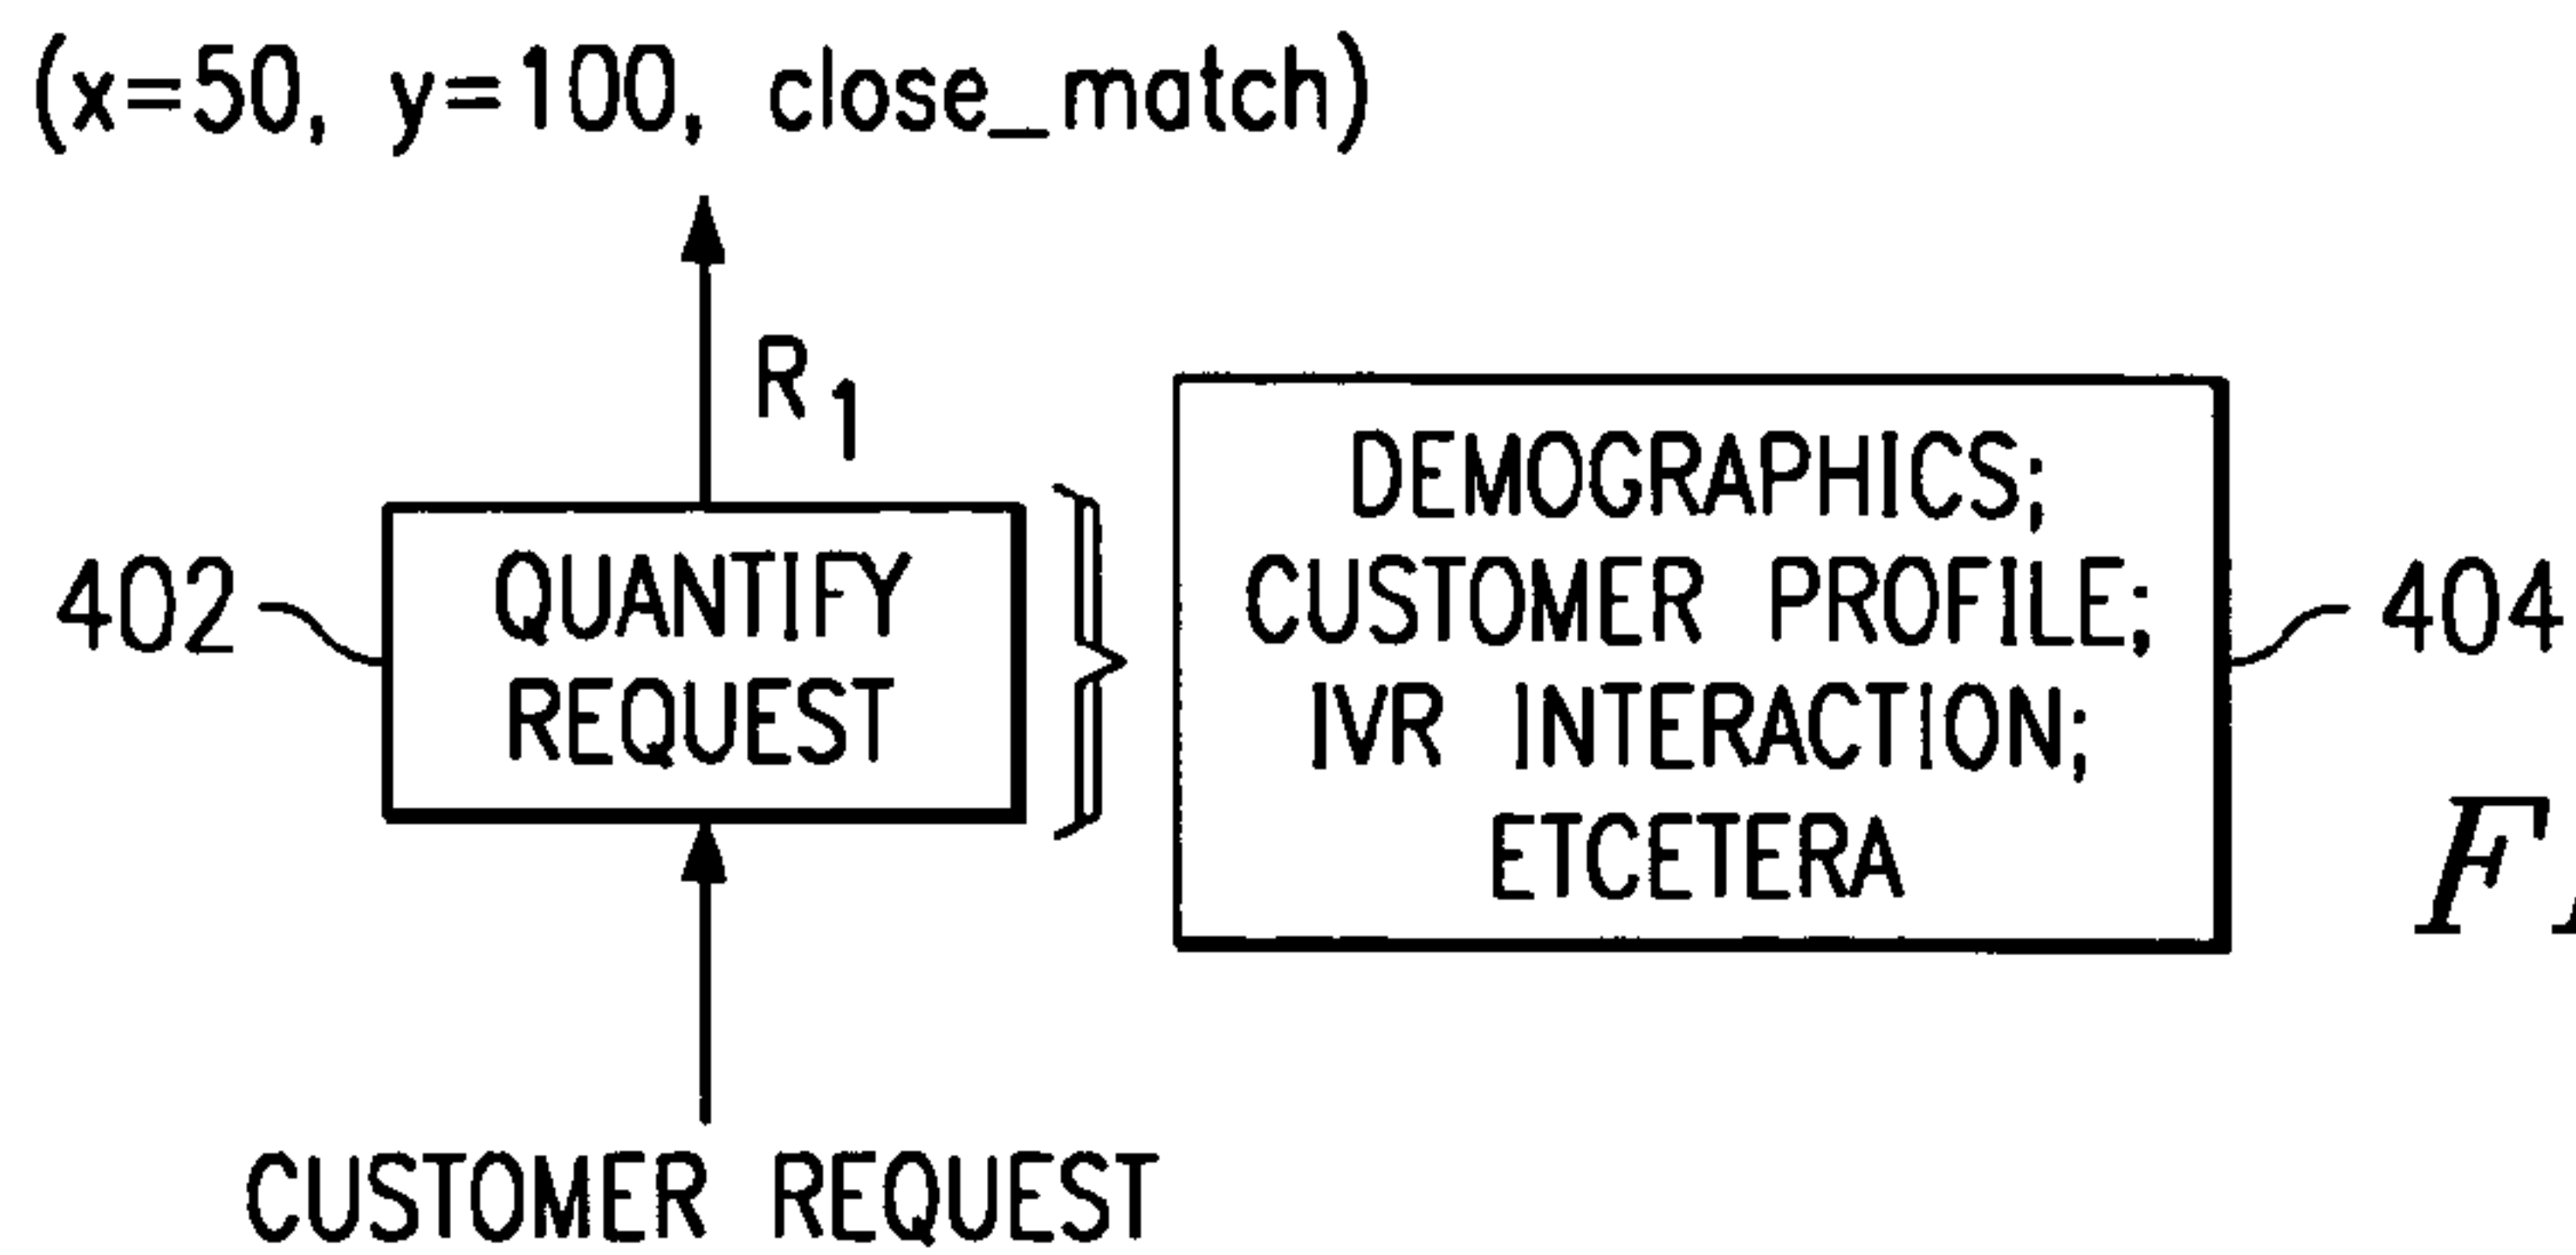 (x=50, y=100, close_match)
R1
DEMOGRAPHICS;
CUSTOMER PROFILE;
IVR INTERACTION;
ETCETERA
402
QUANTIFY
REQUEST
404
CUSTOMER REQUEST